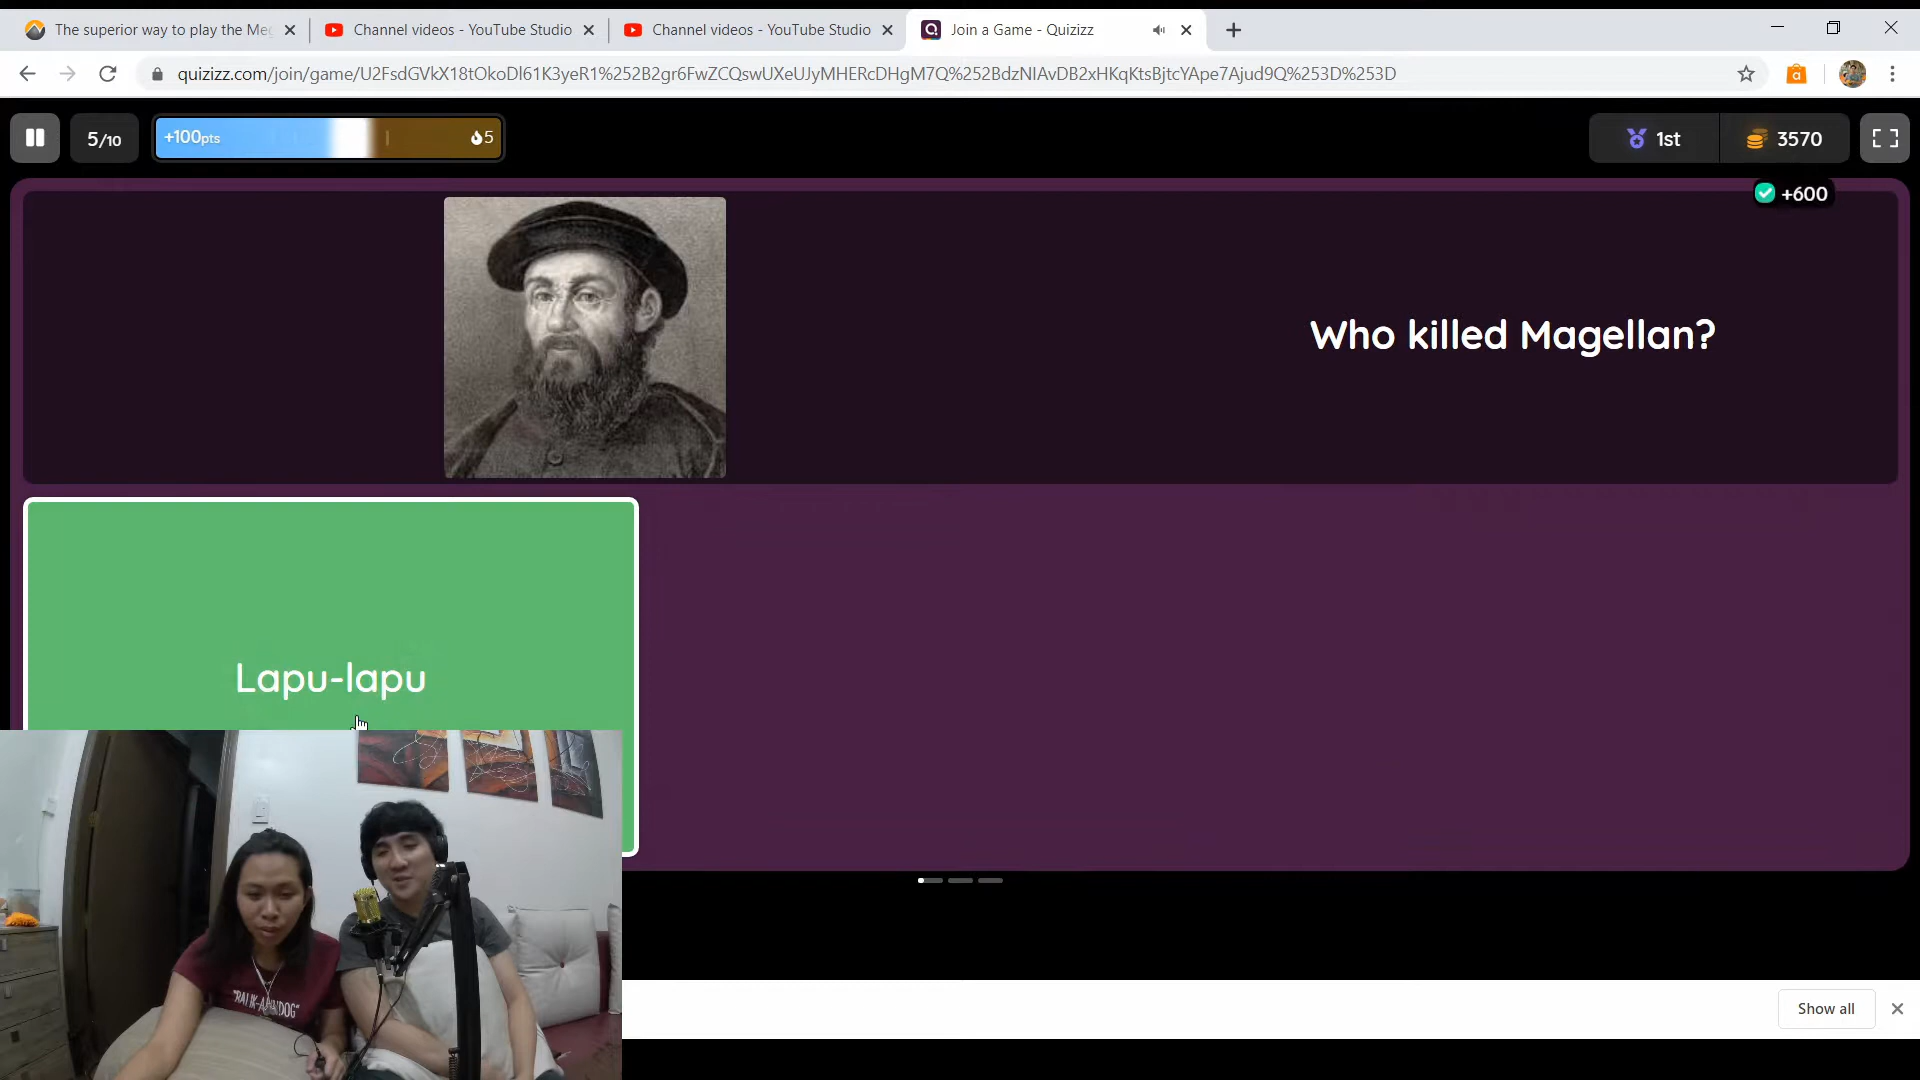 The superior way to play the Me
Channel videos - YouTube Studio
Channel videos - YouTube Studio
Join a Game - Quizizz
quizizz.com/join/game/U2FsdGVkX18tOkoDl61K3yeR1%252B2gr6FwZCQswUXeUJyMHERcDHgM7Q%252BdzNIAvDB2xHKqKtsBjtcYApe7Ajud9Q%253D%253D
5/10
+100pts
5
1st
3570
+600
Who killed Magellan?
Lapu-lapu
Show all